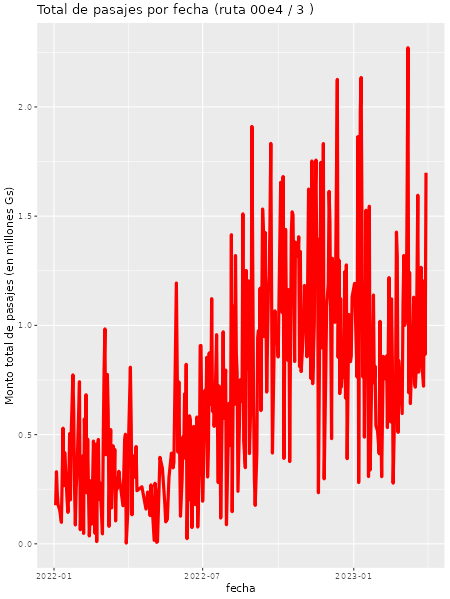 Total de pasajes por fecha (ruta 00e4 / 3 )
Monto total de pasajes (en millones Gs)
2.0
1.5
1.0
0.5
0.0
2022-01
2022-07
2023-01
fecha